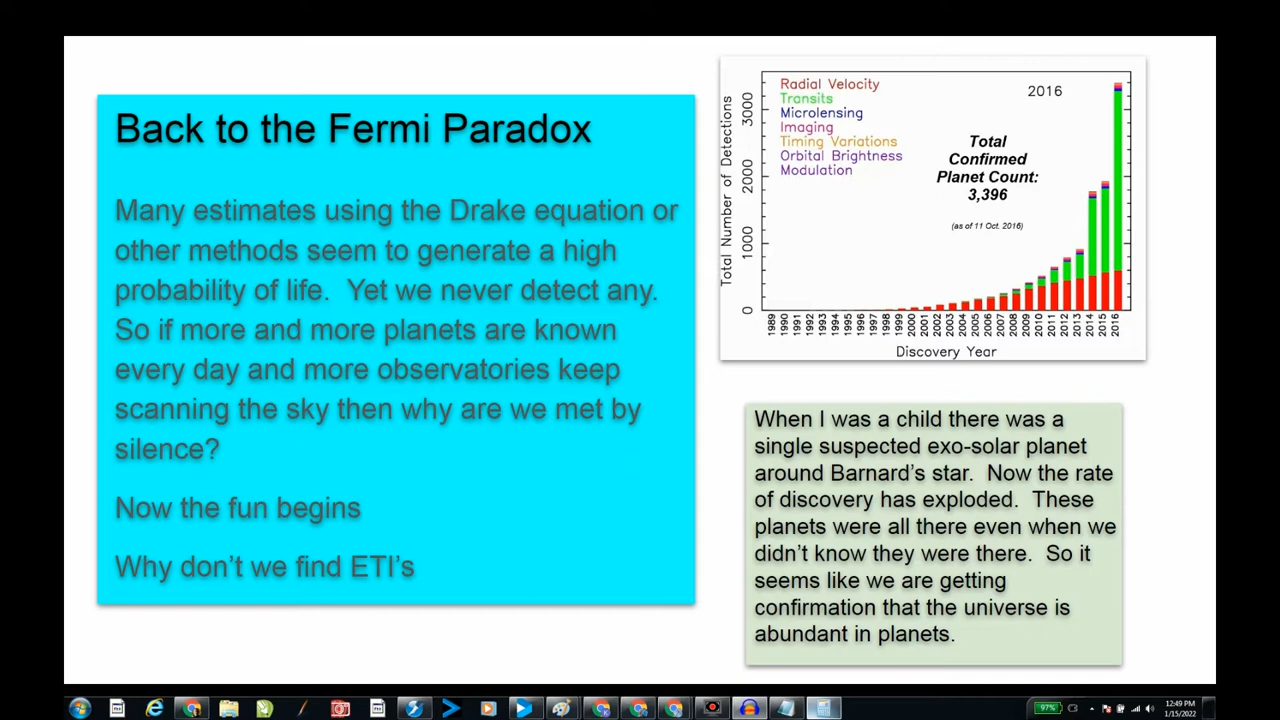 Back to the Fermi Paradox
Many estimates using the Drake equation or
other methods seem to generate a high
probability of life.  Yet we never detect any.
So if more and more planets are known
every day and more observatories keep
scanning the sky then why are we met by
silence?
Now the fun begins
Why don't we find ETI's
Radial Velocity
Transits
Microlensing
Imaging
Timing Variations
Orbital Brightness
Modulation
2016
Total
Confirmed
Planet Count:
3,396
(as of 11 Oct. 2016)
Total Number of Detections
3000
2000
1000
0
1989 1990 1991 1992 1993 1994 1995 1996 1997 1998 1999 2000 2001 2002 2003 2004 2005 2006 2007 2008 2009 2010 2011 2012 2013 2014 2015 2016
Discovery Year
When I was a child there was a
single suspected exo-solar planet
around Barnard's star.  Now the rate
of discovery has exploded.  These
planets were all there even when we
didn't know they were there.  So it
seems like we are getting
confirmation that the universe is
abundant in planets.
97%
12:49 PM
1/15/2022